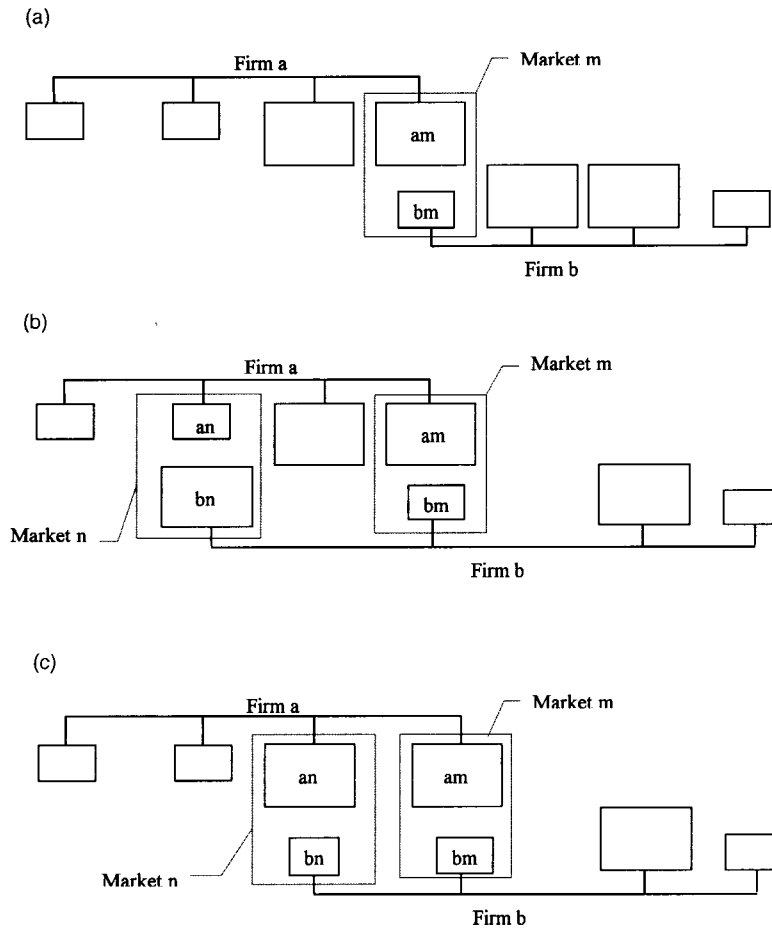 (a)
Firm a
Market m
am
bm
Firm b
(b)
Firm a
Market m
an
am
bn
bm
Market n
Firm b
(c)
Firm a
Market m
an
am
bn
bm
Market n
Firm b